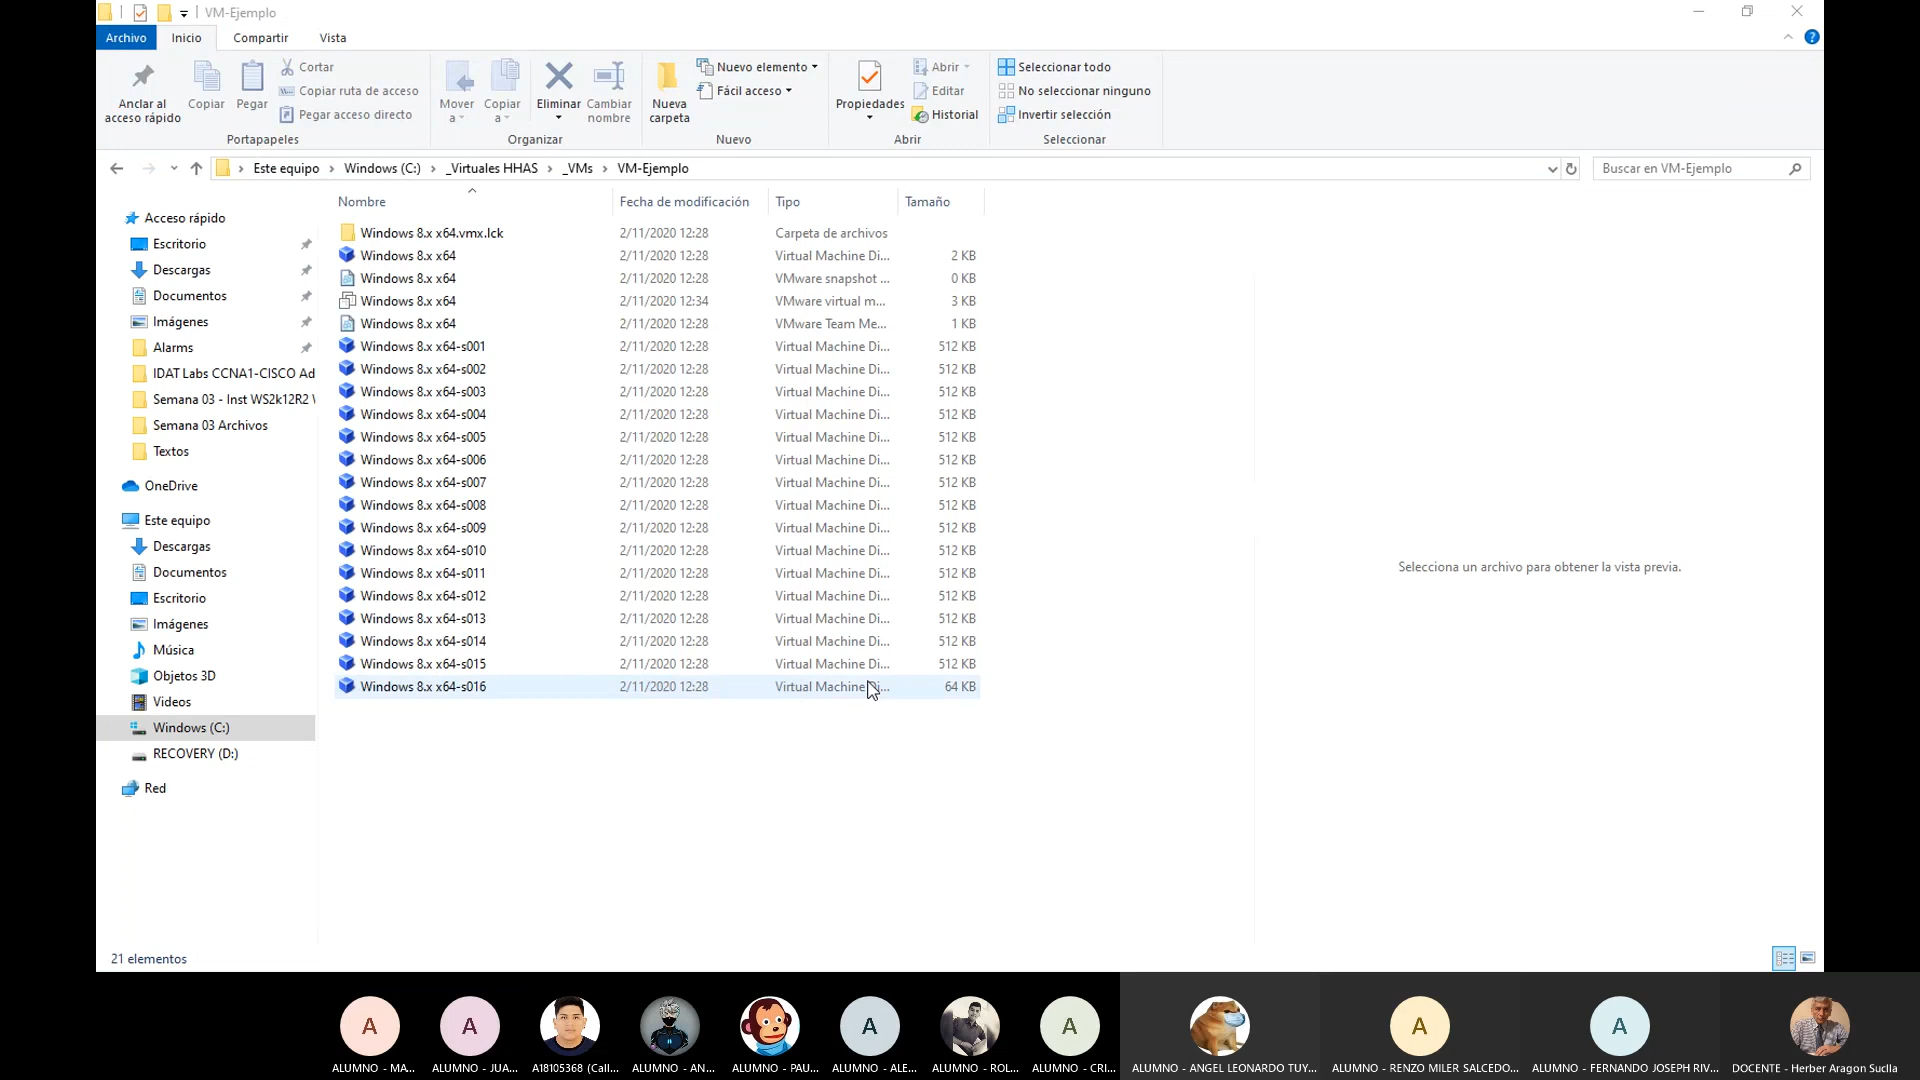 VM-Ejemplo
Archivo Inicio Compartir Vista
Anclar al acceso rápido
Copiar
Pegar
Cortar
Copiar ruta de acceso
Pegar acceso directo
Portapapeles
Mover a
Copiar a
Eliminar
Cambiar nombre
Organizar
Nueva carpeta
Nuevo elemento
Fácil acceso
Nuevo
Propiedades
Abrir
Editar
Historial
Abrir
Seleccionar todo
No seleccionar ninguno
Invertir selección
Seleccionar
Este equipo › Windows (C:) › _Virtuales HHAS › _VMs › VM-Ejemplo
Buscar en VM-Ejemplo
Acceso rápido
Escritorio
Descargas
Documentos
Imágenes
Alarms
IDAT Labs CCNA1-CISCO Ad
Semana 03 - Inst WS2k12R2
Semana 03 Archivos
Textos
OneDrive
Este equipo
Descargas
Documentos
Escritorio
Imágenes
Música
Objetos 3D
Videos
Windows (C:)
RECOVERY (D:)
Red
Nombre Fecha de modificación Tipo Tamaño
Windows 8.x x64.vmx.lck 2/11/2020 12:28 Carpeta de archivos
Windows 8.x x64 2/11/2020 12:28 Virtual Machine Di... 2 KB
Windows 8.x x64 2/11/2020 12:28 VMware snapshot ... 0 KB
Windows 8.x x64 2/11/2020 12:34 VMware virtual m... 3 KB
Windows 8.x x64 2/11/2020 12:28 VMware Team Me... 1 KB
Windows 8.x x64-s001 2/11/2020 12:28 Virtual Machine Di... 512 KB
Windows 8.x x64-s002 2/11/2020 12:28 Virtual Machine Di... 512 KB
Windows 8.x x64-s003 2/11/2020 12:28 Virtual Machine Di... 512 KB
Windows 8.x x64-s004 2/11/2020 12:28 Virtual Machine Di... 512 KB
Windows 8.x x64-s005 2/11/2020 12:28 Virtual Machine Di... 512 KB
Windows 8.x x64-s006 2/11/2020 12:28 Virtual Machine Di... 512 KB
Windows 8.x x64-s007 2/11/2020 12:28 Virtual Machine Di... 512 KB
Windows 8.x x64-s008 2/11/2020 12:28 Virtual Machine Di... 512 KB
Windows 8.x x64-s009 2/11/2020 12:28 Virtual Machine Di... 512 KB
Windows 8.x x64-s010 2/11/2020 12:28 Virtual Machine Di... 512 KB
Windows 8.x x64-s011 2/11/2020 12:28 Virtual Machine Di... 512 KB
Windows 8.x x64-s012 2/11/2020 12:28 Virtual Machine Di... 512 KB
Windows 8.x x64-s013 2/11/2020 12:28 Virtual Machine Di... 512 KB
Windows 8.x x64-s014 2/11/2020 12:28 Virtual Machine Di... 512 KB
Windows 8.x x64-s015 2/11/2020 12:28 Virtual Machine Di... 512 KB
Windows 8.x x64-s016 2/11/2020 12:28 Virtual Machine Di... 64 KB
Selecciona un archivo para obtener la vista previa.
21 elementos
A A A A A A
ALUMNO - MA... ALUMNO - JUA... A18105368 (Call... ALUMNO - AN... ALUMNO - PAU... ALUMNO - ALE... ALUMNO - ROL... ALUMNO - CRI... ALUMNO - ANGEL LEONARDO TUY... ALUMNO - RENZO MILER SALCEDO... ALUMNO - FERNANDO JOSEPH RIV... DOCENTE - Herber Aragon Suclla